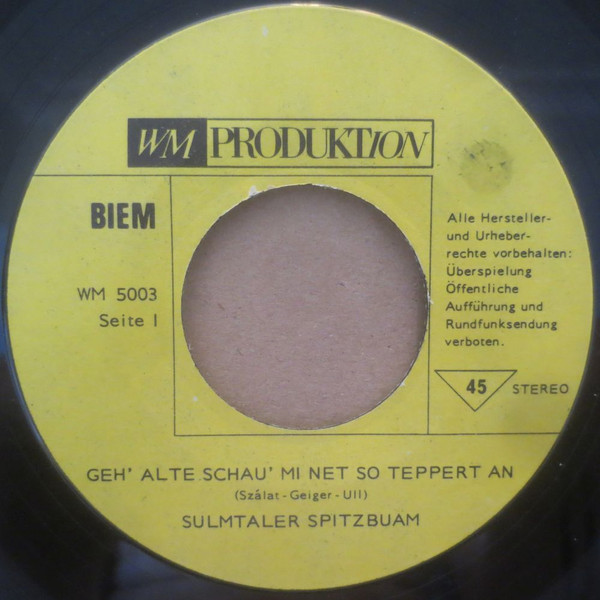 WM PRODUKTION
BIEM
WM 5003
Seite I
Alle Hersteller-
und Urheber-
rechte vorbehalten:
Überspielung
Öffentliche
Aufführung und
Rundfunksendung
verboten.
45 STEREO
GEH' ALTE SCHAU' MI NET SO TEPPERT AN
(Szálat - Geiger - Ull)
SULMTALER SPITZBUAM